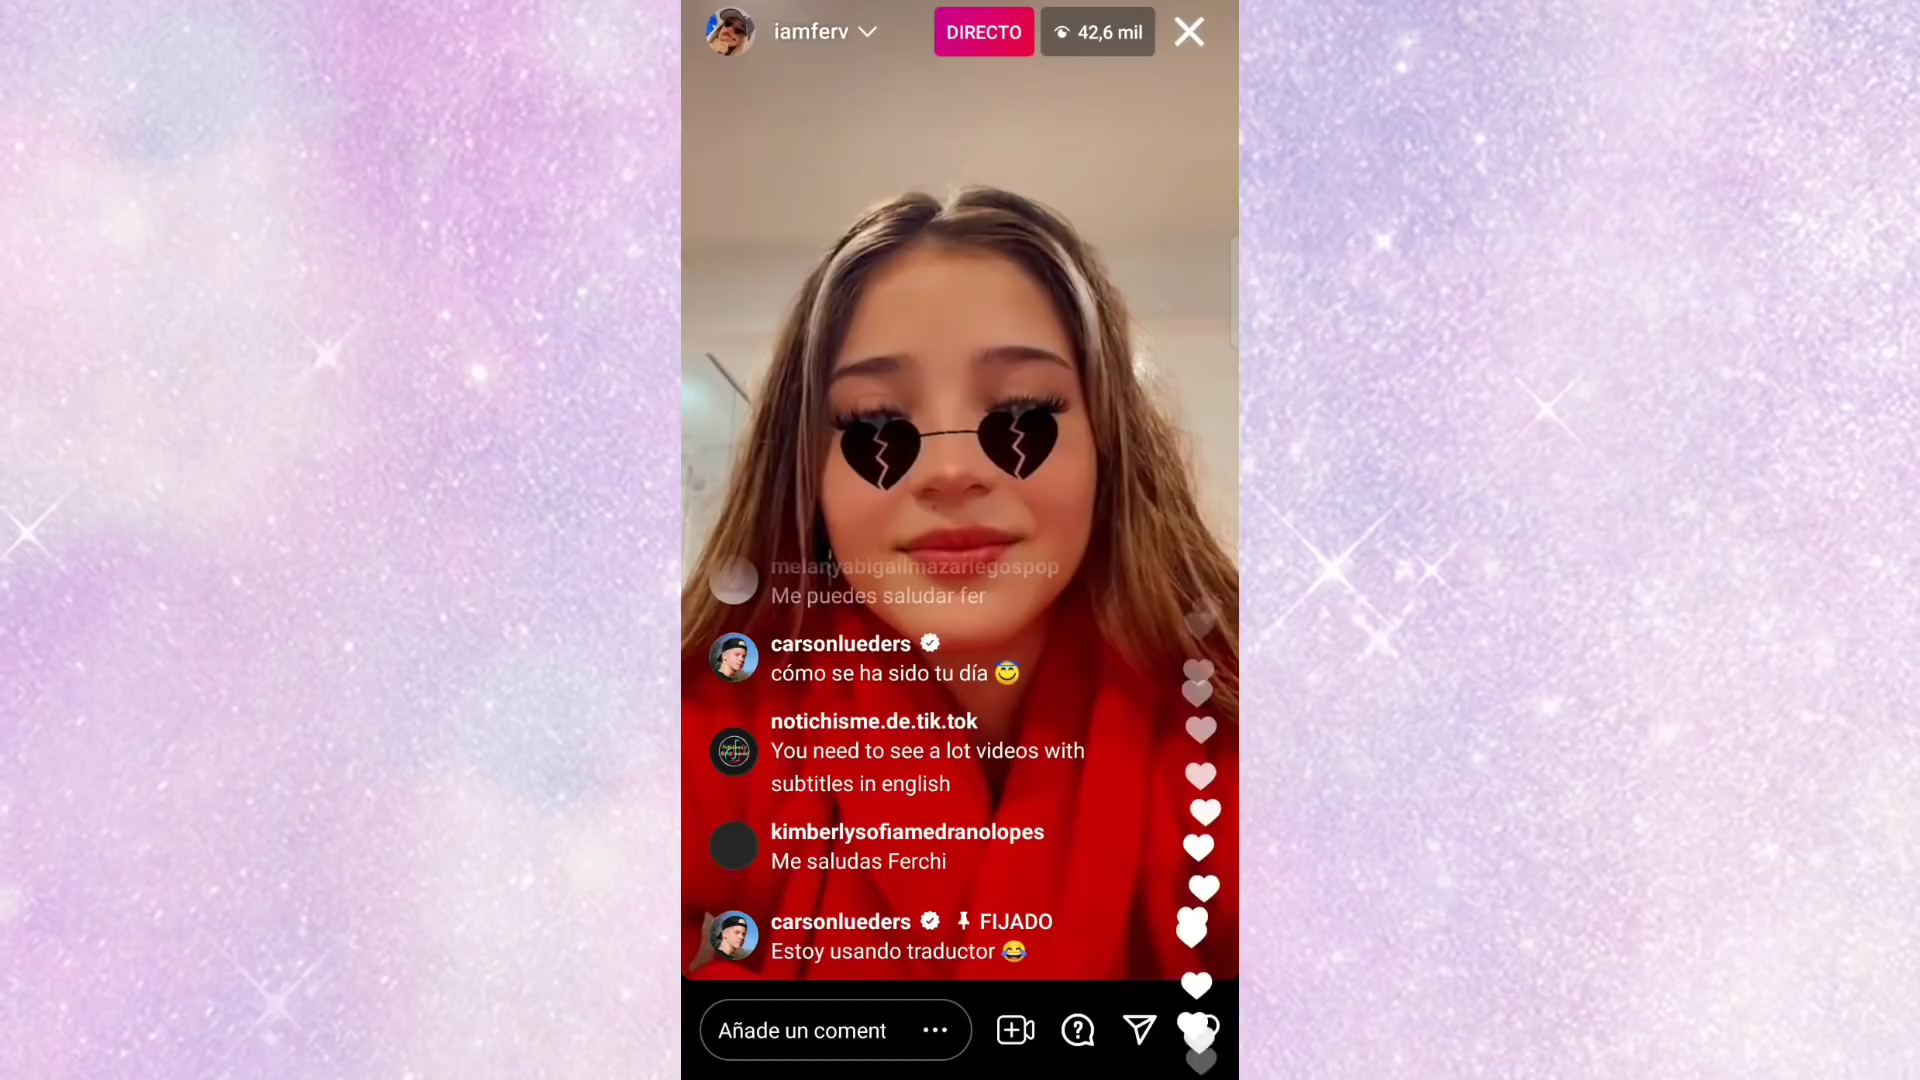 iamferv
DIRECTO
42,6 mil
melanyabigailmazariegospop
Me puedes saludar fer
carsonlueders
cómo se ha sido tu día 😇
notichisme.de.tik.tok
You need to see a lot videos with
subtitles in english
kimberlysofiamedranolopes
Me saludas Ferchi
carsonlueders FIJADO
Estoy usando traductor 😂
Añade un coment